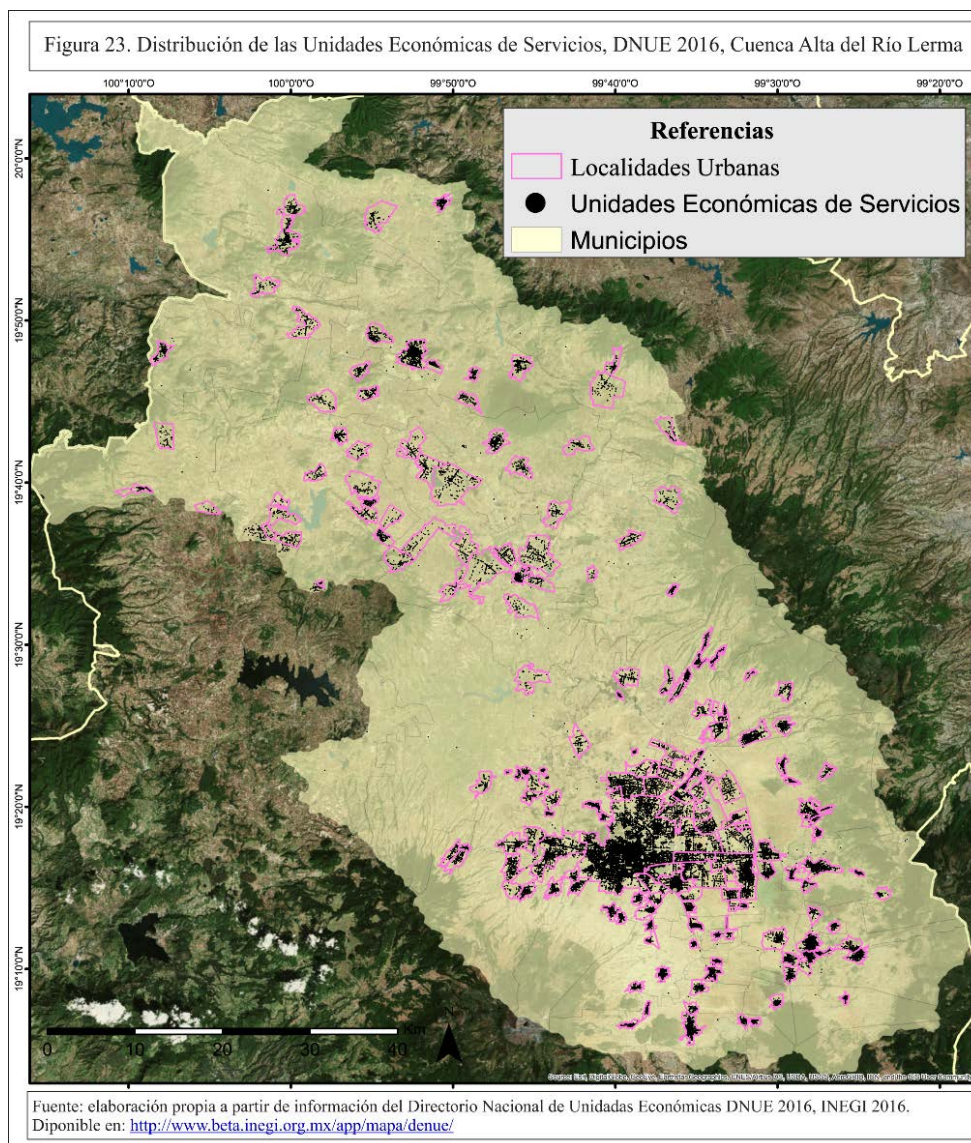 Figura 23. Distribución de las Unidades Económicas de Servicios, DNUE 2016, Cuenca Alta del Río Lerma
100°10'0"W 100°0'0"W 99°50'0"W 99°40'0"W 99°30'0"W 99°20'0"W
Referencias
Localidades Urbanas
Unidades Económicas de Servicios
Municipios
20°0'0"N
19°50'0"N
19°40'0"N
19°30'0"N
19°20'0"N
19°10'0"N
N
Km
0 10 20 40
Fuente: elaboración propia a partir de información del Directorio Nacional de Unidadas Económicas DNUE 2016, INEGI 2016.
Diponible en: http://www.beta.inegi.org.mx/app/mapa/denue/